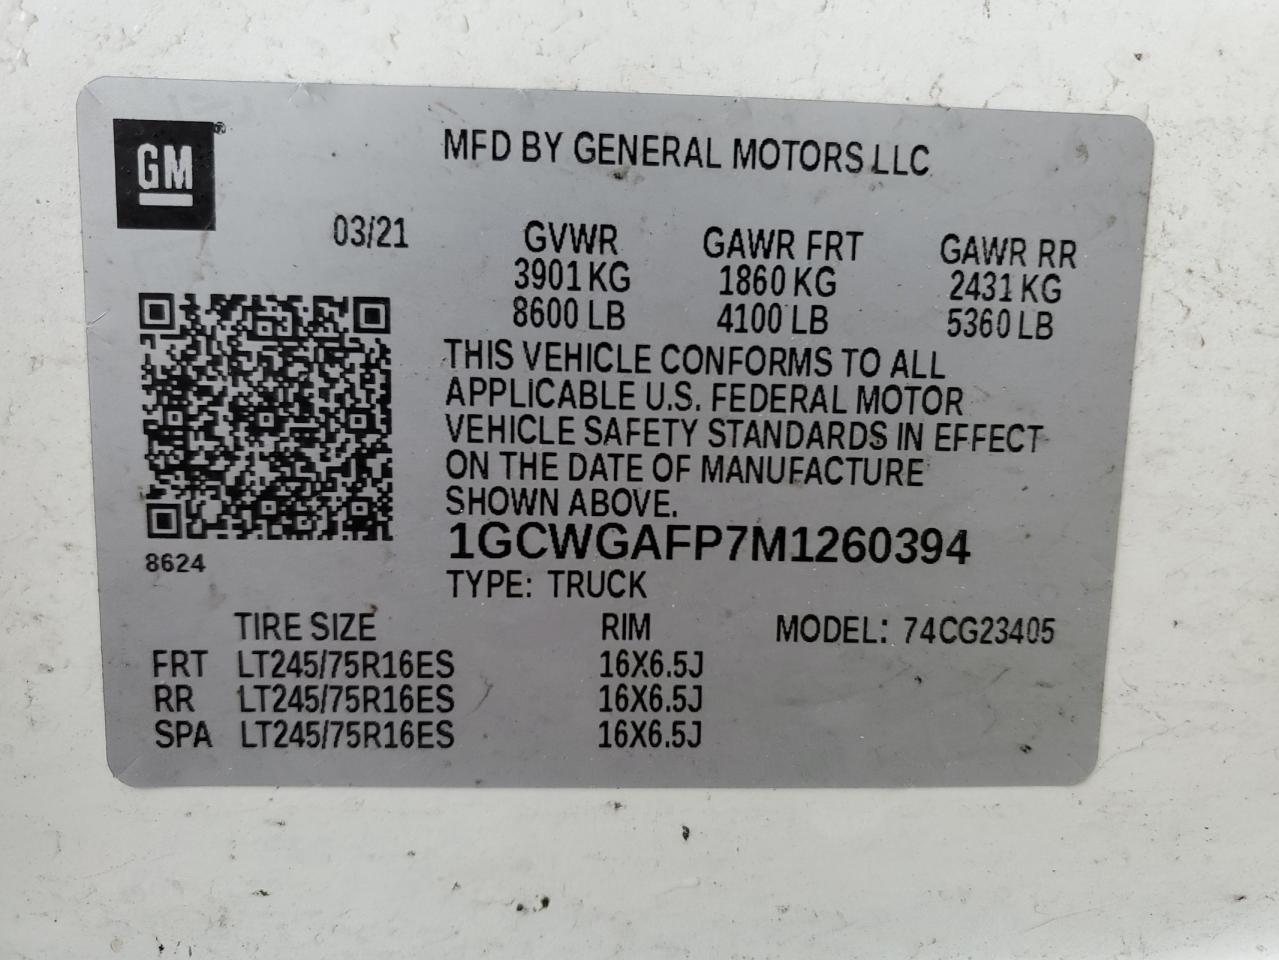 GM
MFD BY GENERAL MOTORS LLC
03/21
GVWR GAWR FRT GAWR RR
3901 KG 1860 KG 2431 KG
8600 LB 4100 LB 5360 LB
THIS VEHICLE CONFORMS TO ALL
APPLICABLE U.S. FEDERAL MOTOR
VEHICLE SAFETY STANDARDS IN EFFECT
ON THE DATE OF MANUFACTURE
SHOWN ABOVE.
1GCWGAFP7M1260394
8624
TYPE: TRUCK
TIRE SIZE RIM MODEL: 74CG23405
FRT LT245/75R16ES 16X6.5J
RR LT245/75R16ES 16X6.5J
SPA LT245/75R16ES 16X6.5J